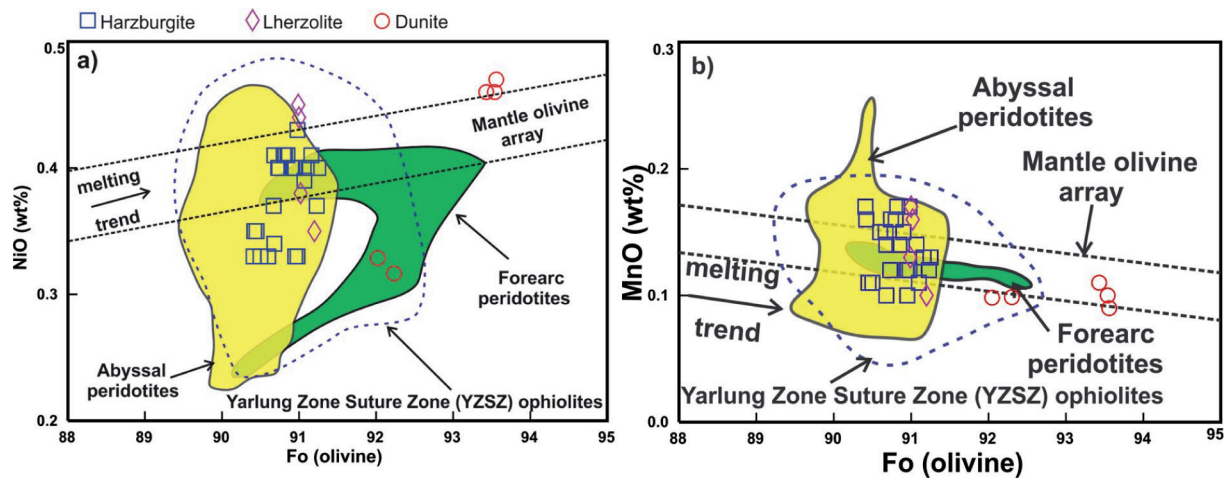 Harzburgite Lherzolite Dunite
a)
0.5
0.4
0.3
0.2
NiO (wt%)
melting
trend
Mantle olivine
array
Forearc
peridotites
Abyssal
peridotites
Yarlung Zone Suture Zone (YZSZ) ophiolites
88 89 90 91 92 93 94 95
Fo (olivine)
b)
0.3
0.2
0.1
0.0
MnO (wt%)
Abyssal
peridotites
Mantle olivine
array
melting
trend
Forearc
peridotites
Yarlung Zone Suture Zone (YZSZ) ophiolites
88 89 90 91 92 93 94 95
Fo (olivine)